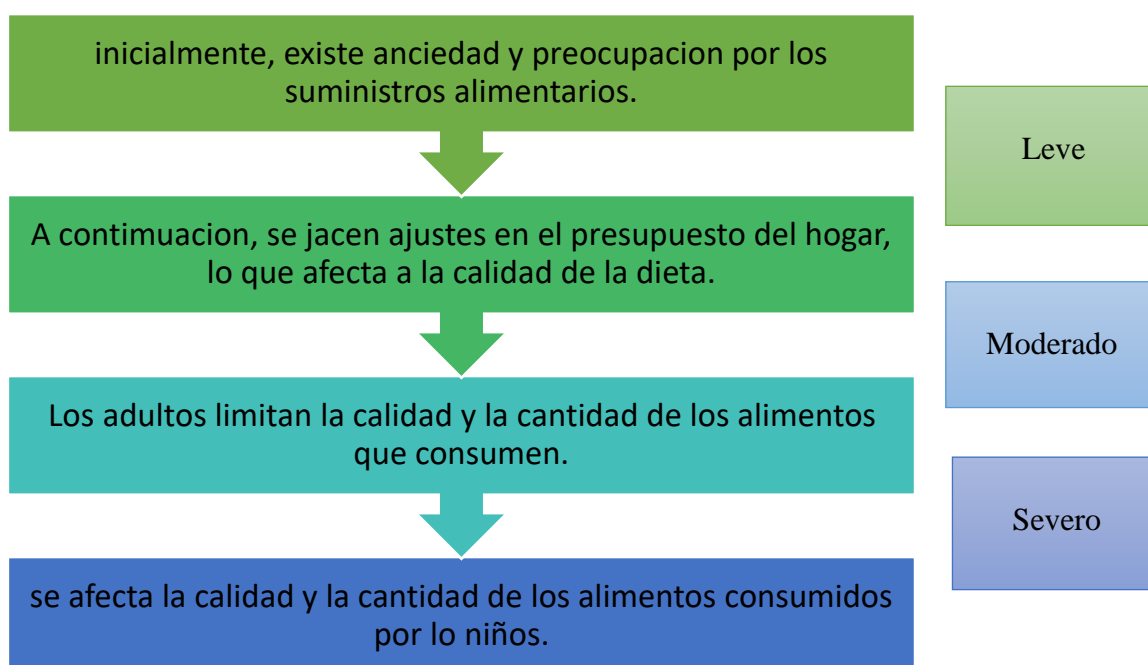 inicialmente, existe anciedad y preocupacion por los
suministros alimentarios.
A contimuacion, se jacen ajustes en el presupuesto del hogar,
lo que afecta a la calidad de la dieta.
Los adultos limitan la calidad y la cantidad de los alimentos
que consumen.
se afecta la calidad y la cantidad de los alimentos consumidos
por lo niños.
Leve
Moderado
Severo